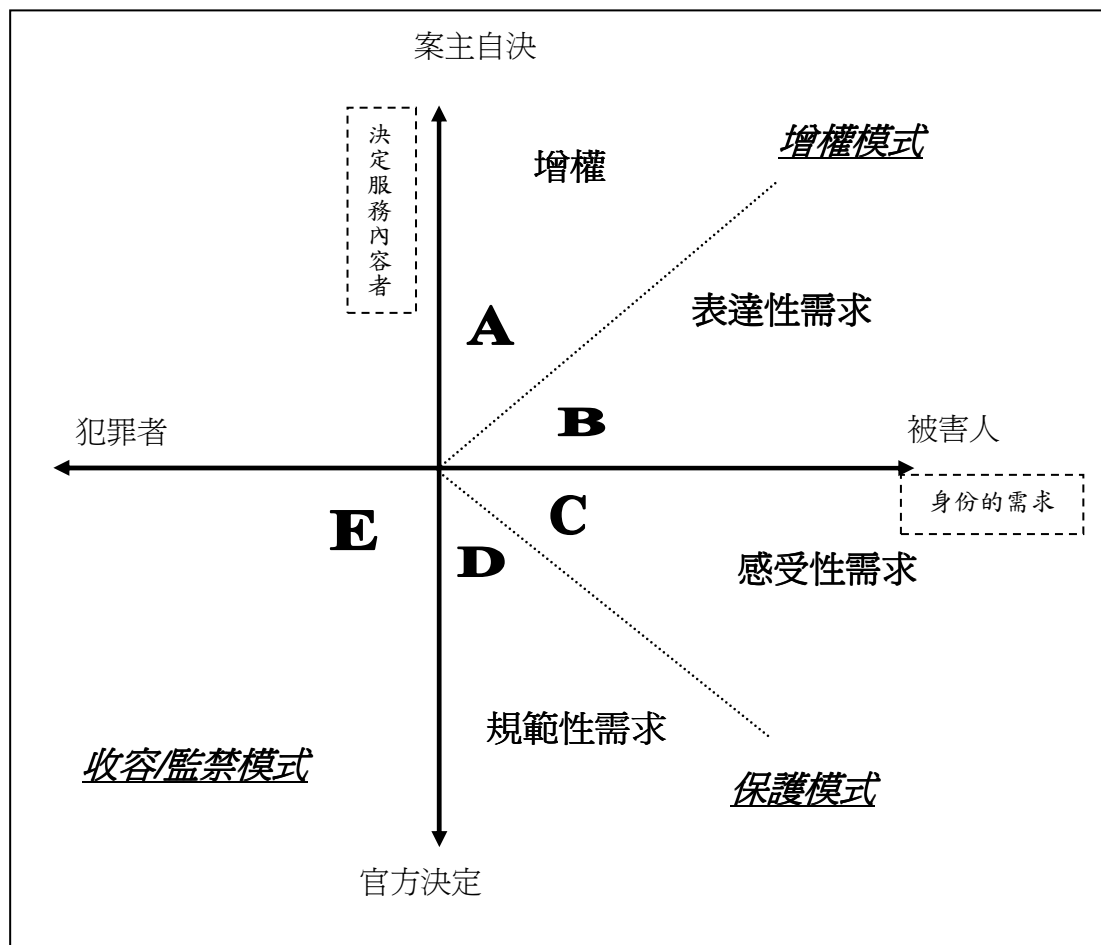 案主自決
決定服務內容者
增權
增權模式
表達性需求
A
B
犯罪者
被害人
身份的需求
E
C
D
感受性需求
規範性需求
收容/監禁模式
保護模式
官方決定